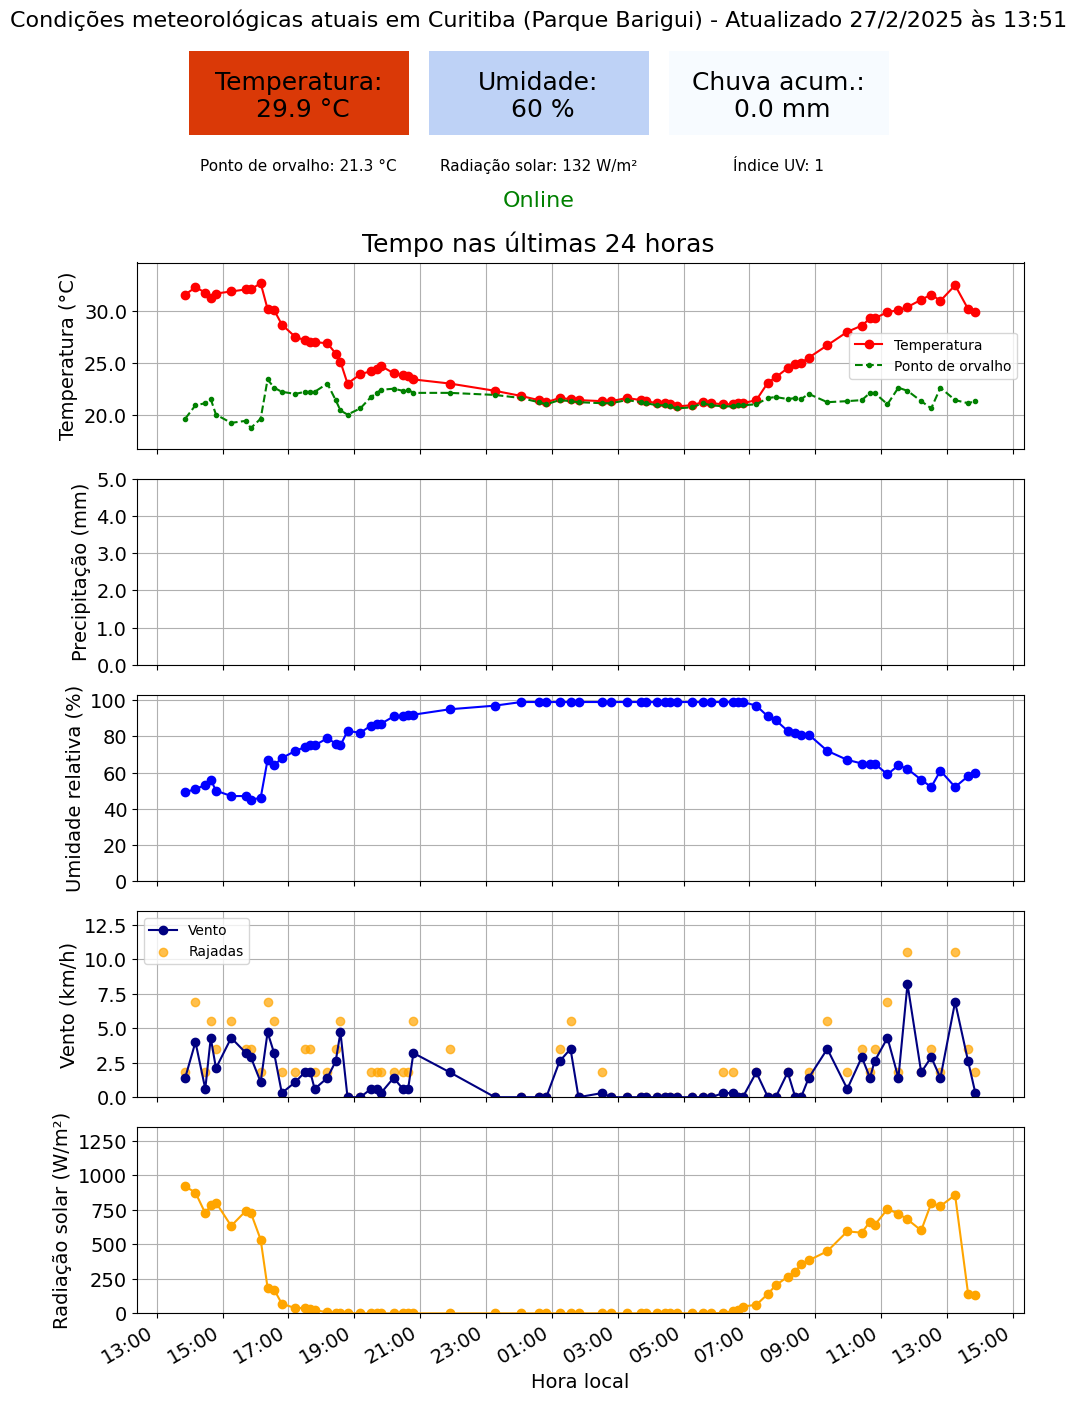 Condições meteorológicas atuais em Curitiba (Parque Barigui) - Atualizado 27/2/2025 às 13:51
Temperatura:
29.9 °C
Umidade:
60 %
Chuva acum.:
0.0 mm
Ponto de orvalho: 21.3 °C
Radiação solar: 132 W/m²
Índice UV: 1
Online
Tempo nas últimas 24 horas
Temperatura (°C)
30.0
25.0
20.0
Temperatura
Ponto de orvalho
Precipitação (mm)
5.0
4.0
3.0
2.0
1.0
0.0
Umidade relativa (%)
100
80
60
40
20
0
Vento (km/h)
12.5
10.0
7.5
5.0
2.5
0.0
Vento
Rajadas
Radiação solar (W/m²)
1250
1000
750
500
250
0
13:00
15:00
17:00
19:00
21:00
23:00
01:00
03:00
05:00
07:00
09:00
11:00
13:00
15:00
Hora local